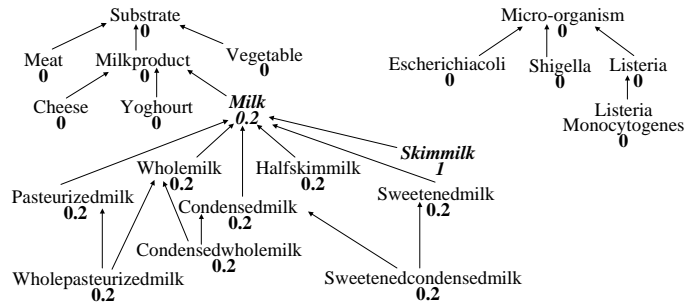 Substrate
0
Micro-organism
0
Meat
0
Milkproduct
0
Vegetable
0
Escherichiacoli
0
Shigella
0
Listeria
0
Cheese
0
Yoghourt
0
Milk
0.2
Listeria
Monocytogenes
0
Skimmilk
1
Wholemilk
0.2
Halfskimmilk
0.2
Pasteurizedmilk
0.2
Condensedmilk
0.2
Sweetenedmilk
0.2
Condensedwholemilk
0.2
Wholepasteurizedmilk
0.2
Sweetenedcondensedmilk
0.2